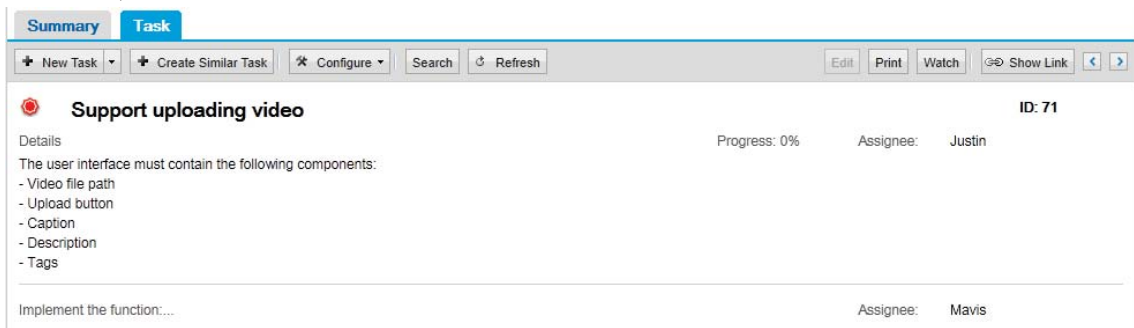 Summary Task
New Task Create Similar Task Configure Search Refresh Edit Print Watch Show Link
Support uploading video ID: 71
Details Progress: 0% Assignee: Justin
The user interface must contain the following components:
- Video file path
- Upload button
- Caption
- Description
- Tags
Implement the function:... Assignee: Mavis